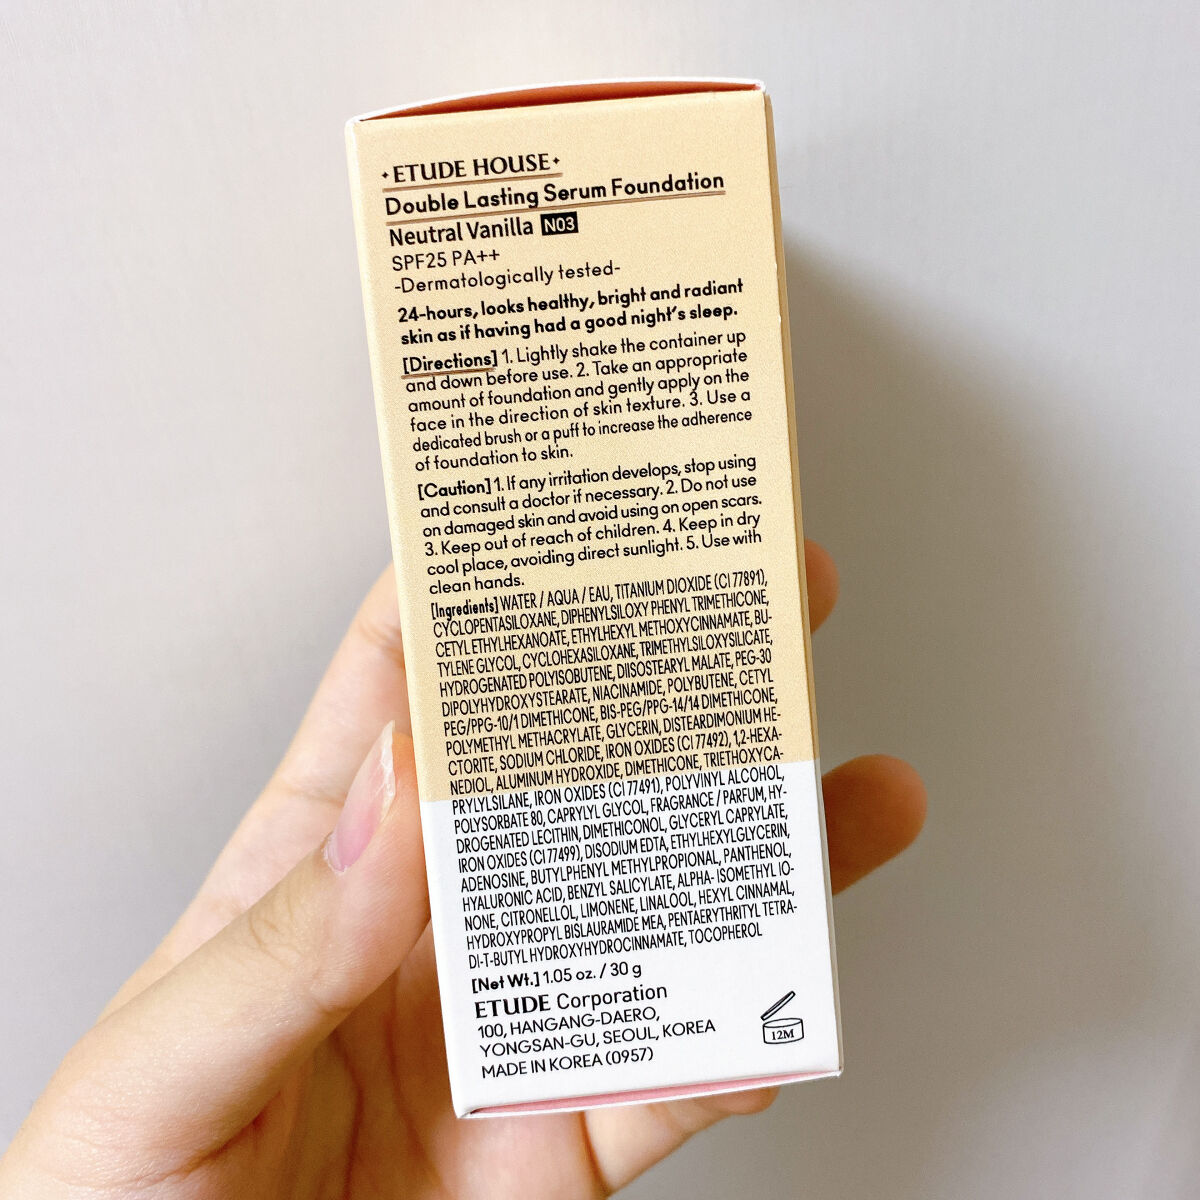 ETUDE HOUSE
Double Lasting Serum Foundation
Neutral Vanilla N03
SPF25 PA++
-Dermatologically tested-
24-hours, looks healthy, bright and radiant
skin as if having had a good night's sleep.
[Directions] 1. Lightly shake the container up
and down before use. 2. Take an appropriate
amount of foundation and gently apply on the
face in the direction of skin texture. 3. Use a
dedicated brush or a puff to increase the adherence
of foundation to skin.
[Caution] 1. If any irritation develops, stop using
and consult a doctor if necessary. 2. Do not use
on damaged skin and avoid using on open scars.
3. Keep out of reach of children. 4. Keep in dry
cool place, avoiding direct sunlight. 5. Use with
clean hands.
[Ingredients] WATER / AQUA / EAU, TITANIUM DIOXIDE (CI 77891),
CYCLOPENTASILOXANE, DIPHENYLSILOXY PHENYL TRIMETHICONE,
CETYL ETHYLHEXANOATE, ETHYLHEXYL METHOXYCINNAMATE, BU-
TYLENE GLYCOL, CYCLOHEXASILOXANE, TRIMETHYLSILOXYSILICATE,
HYDROGENATED POLYISOBUTENE, DIISOSTEARYL MALATE, PEG-30
DIPOLYHYDROXYSTEARATE, NIACINAMIDE, POLYBUTENE, CETYL
PEG/PPG-10/1 DIMETHICONE, BIS-PEG/PPG-14/14 DIMETHICONE,
POLYMETHYL METHACRYLATE, GLYCERIN, DISTEARDIMONIUM HE-
CTORITE, SODIUM CHLORIDE, IRON OXIDES (CI 77492), 1,2-HEXA-
NEDIOL, ALUMINUM HYDROXIDE, DIMETHICONE, TRIETHOXYCA-
PRYLYLSILANE, IRON OXIDES (CI 77491), POLYVINYL ALCOHOL,
POLYSORBATE 80, CAPRYLYL GLYCOL, FRAGRANCE / PARFUM, HY-
DROGENATED LECITHIN, DIMETHICONOL, GLYCERYL CAPRYLATE,
IRON OXIDES (CI 77499), DISODIUM EDTA, ETHYLHEXYLGLYCERIN,
ADENOSINE, BUTYLPHENYL METHYLPROPIONAL, PANTHENOL,
HYALURONIC ACID, BENZYL SALICYLATE, ALPHA- ISOMETHYL IO-
NONE, CITRONELLOL, LIMONENE, LINALOOL, HEXYL CINNAMAL,
HYDROXYPROPYL BISLAURAMIDE MEA, PENTAERYTHRITYL TETRA-
DI-T-BUTYL HYDROXYHYDROCINNAMATE, TOCOPHEROL
[Net Wt.] 1.05 oz. / 30 g
ETUDE Corporation
100, HANGANG-DAERO,
YONGSAN-GU, SEOUL, KOREA
MADE IN KOREA (0957)
12M